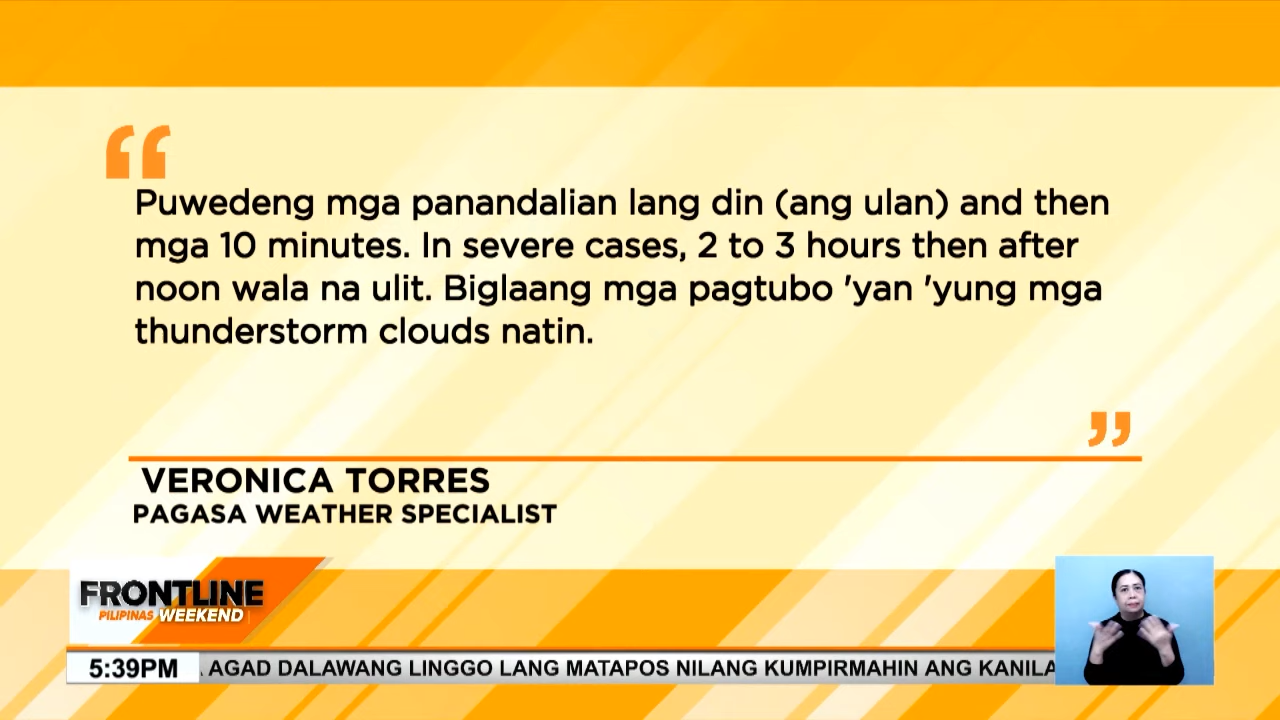 “
Puwedeng mga panandalian lang din (ang ulan) and then
mga 10 minutes. In severe cases, 2 to 3 hours then after
noon wala na ulit. Biglaang mga pagtubo 'yan 'yung mga
thunderstorm clouds natin.
”
VERONICA TORRES
PAGASA WEATHER SPECIALIST
FRONTLINE
PILIPINAS WEEKEND
5:39PM
AGAD DALAWANG LINGGO LANG MATAPOS NILANG KUMPIRMAHIN ANG KANILA